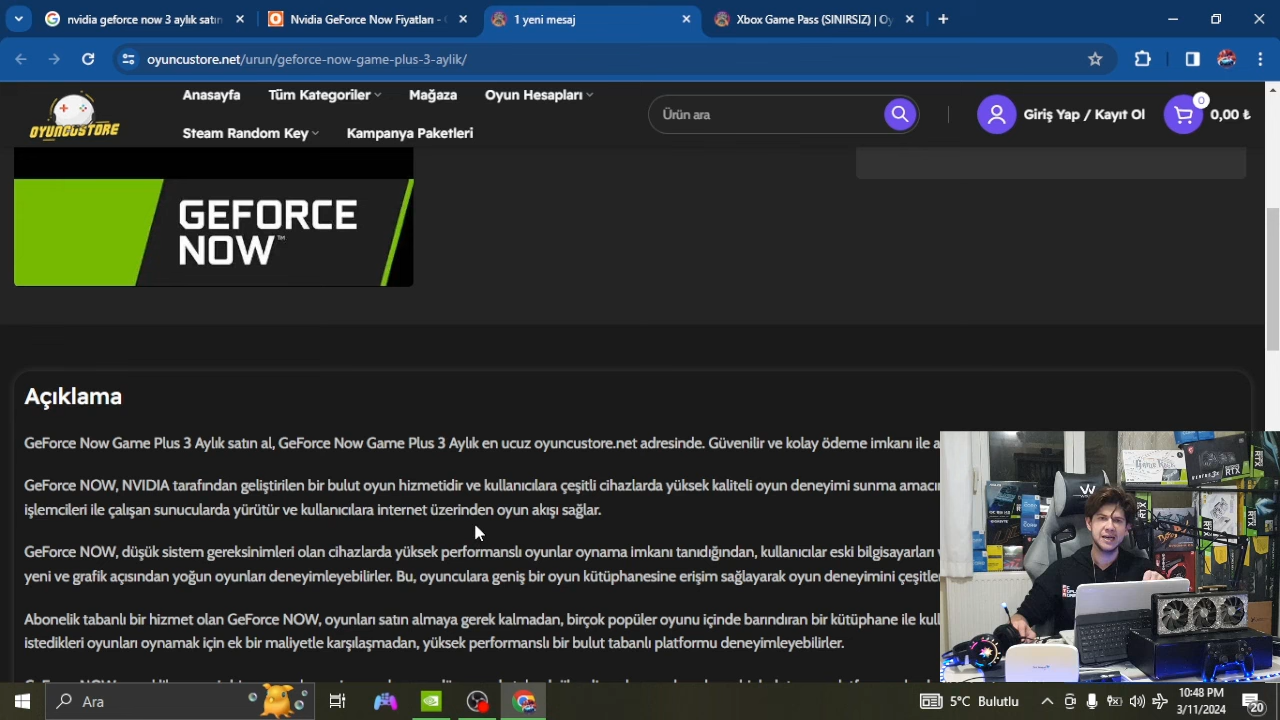 nvidia geforce now 3 aylık satın
Nvidia GeForce Now Fiyatları -
1 yeni mesaj
Xbox Game Pass (SINIRSIZ) | Oy
oyuncustore.net/urun/geforce-now-game-plus-3-aylik/
OYUNCUSTORE
Anasayfa
Tüm Kategoriler
Mağaza
Oyun Hesapları
Steam Random Key
Kampanya Paketleri
Ürün ara
Giriş Yap / Kayıt Ol
0
0,00 ₺
GEFORCE
NOW™
Açıklama
GeForce Now Game Plus 3 Aylık satın al, GeForce Now Game Plus 3 Aylık en ucuz oyuncustore.net adresinde. Güvenilir ve kolay ödeme imkanı ile
GeForce NOW, NVIDIA tarafından geliştirilen bir bulut oyun hizmetidir ve kullanıcılara çeşitli cihazlarda yüksek kaliteli oyun deneyimi sunma
işlemcileri ile çalışan sunucularda yürütür ve kullanıcılara internet üzerinden oyun akışı sağlar.
GeForce NOW, düşük sistem gereksinimleri olan cihazlarda yüksek performanslı oyunlar oynama imkanı tanıdığından, kullanıcılar eski bilgisayarları
yeni ve grafik açısından yoğun oyunları deneyimleyebilirler. Bu, oyunculara geniş bir oyun kütüphanesine erişim sağlayarak oyun deneyimini
Abonelik tabanlı bir hizmet olan GeForce NOW, oyunları satın almaya gerek kalmadan, birçok popüler oyunu içinde barındıran bir kütüphane ile
istedikleri oyunları oynamak için ek bir maliyetle karşılaşmadan, yüksek performanslı bir bulut tabanlı platformu deneyimleyebilirler.
RTX
RTX
Ara
5°C Bulutlu
10:48 PM
3/11/2024
20